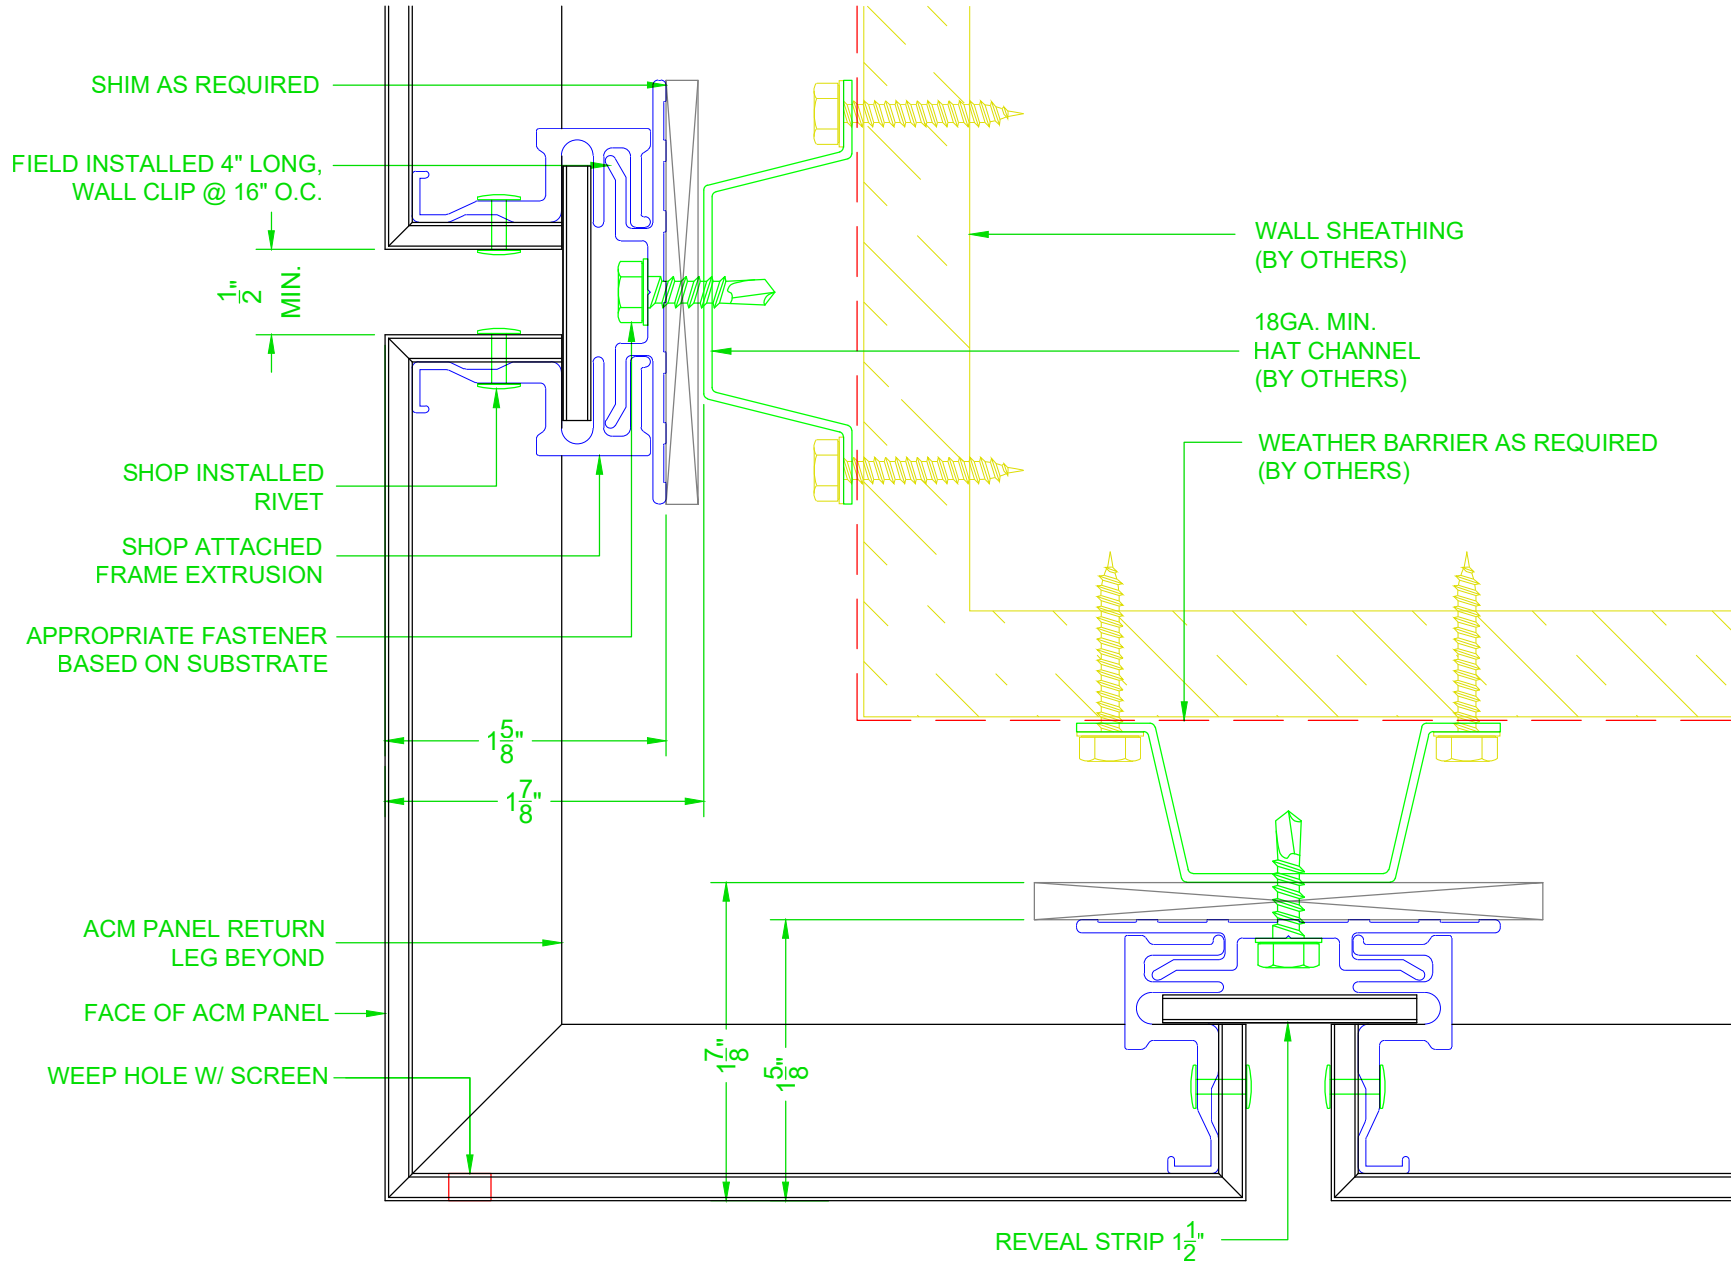 SHIM AS REQUIRED
FIELD INSTALLED 4" LONG,
WALL CLIP @ 16" O.C.
1/2"
MIN.
SHOP INSTALLED
RIVET
SHOP ATTACHED
FRAME EXTRUSION
APPROPRIATE FASTENER
BASED ON SUBSTRATE
WALL SHEATHING
(BY OTHERS)
18GA. MIN.
HAT CHANNEL
(BY OTHERS)
WEATHER BARRIER AS REQUIRED
(BY OTHERS)
1 5/8"
1 7/8"
ACM PANEL RETURN
LEG BEYOND
FACE OF ACM PANEL
WEEP HOLE W/ SCREEN
1 7/8"
1 5/8"
REVEAL STRIP 1 1/2"